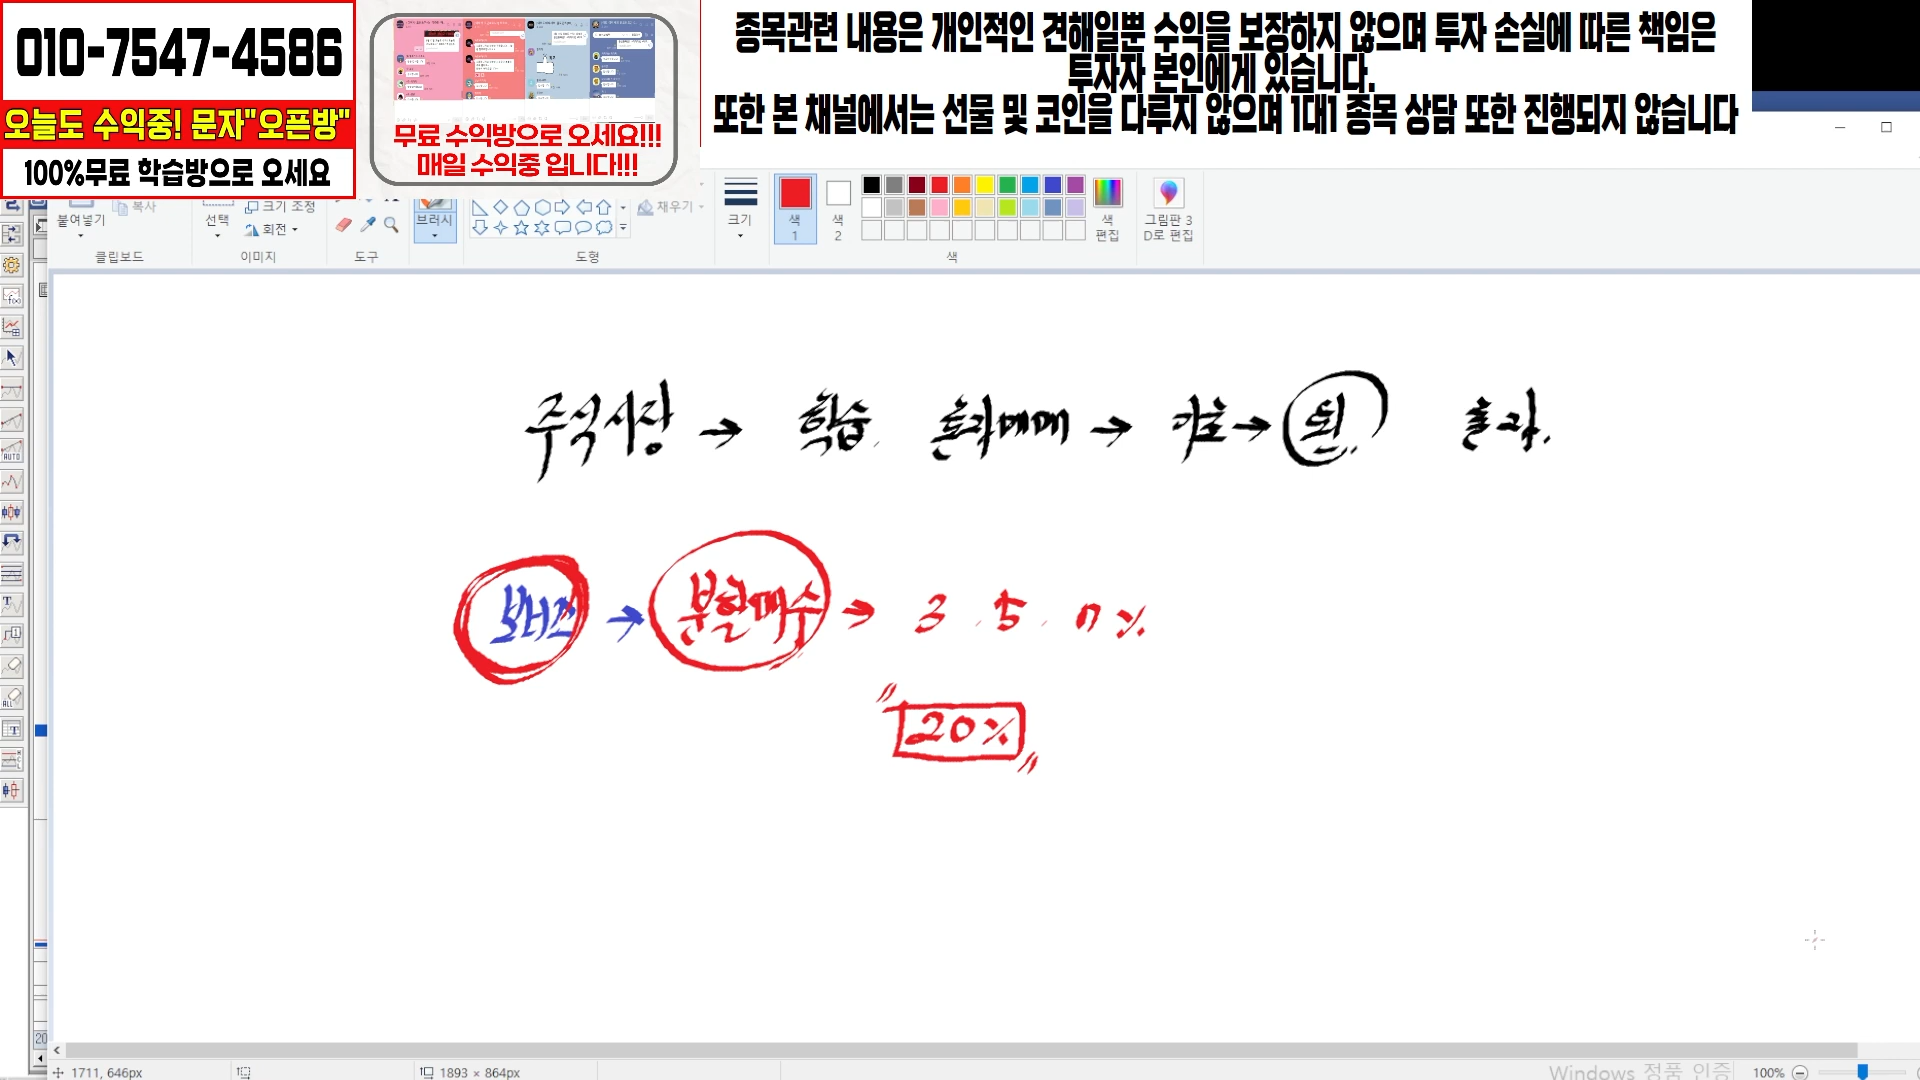 010-7547-4586
오늘도 수익중! 문자"오픈방"
100%무료 학습방으로 오세요
무료 수익방으로 오세요!!!
매일 수익중 입니다!!!
종목관련 내용은 개인적인 견해일뿐 수익을 보장하지 않으며 투자 손실에 따른 책임은
투자자 본인에게 있습니다.
또한 본 채널에서는 선물 및 코인을 다루지 않으며 1대1 종목 상담 또한 진행되지 않습니다
붙여넣기 복사 선택 크기 조정 회전 브러시 채우기 크기 색 1 색 2 색 편집 그림판 3D로 편집
클립보드 이미지 도구 도형 색
주식시장 → 학습. →
분할매수 → 3. 5. 7%
"20%"
1711, 646px 1893 × 864px 100%
Windows 정품 인증